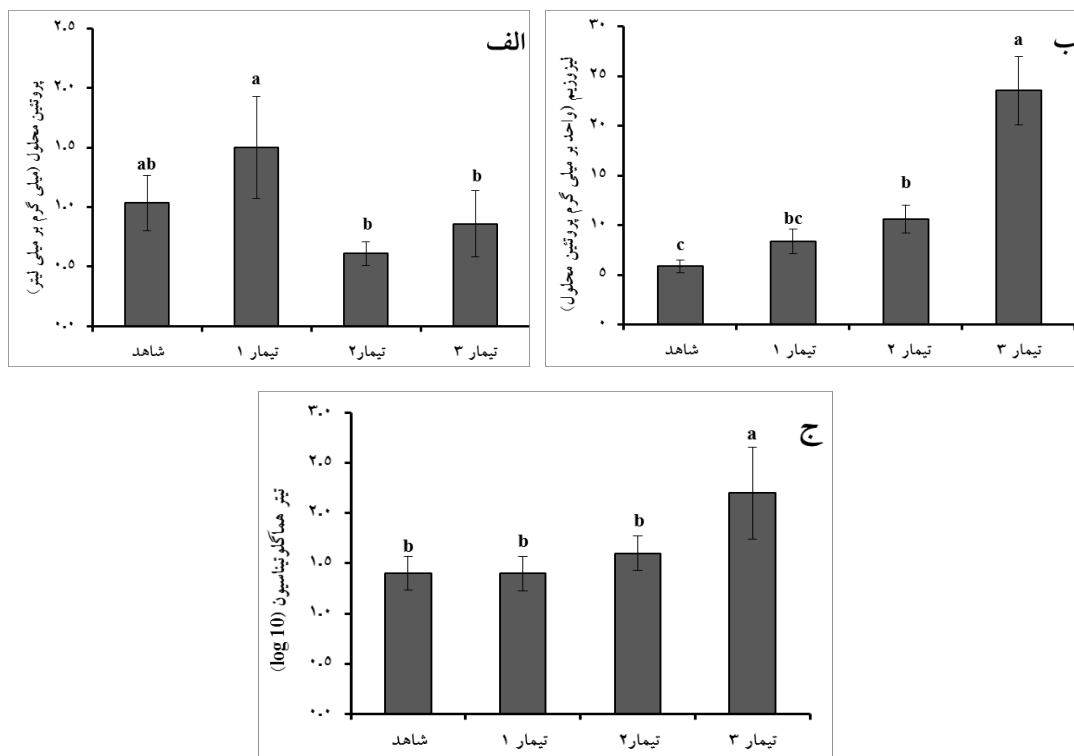 الف
پروتئین محلول (میلی گرم بر میلی لیتر)
۲.۵
۲.۰
۱.۵
۱.۰
۰.۵
۰.۰
ab
a
b
b
شاهد
تیمار ۱
تیمار۲
تیمار ۳
ب
لیزوزیم (واحد بر میلی گرم پروتئین محلول)
۳۰
۲۵
۲۰
۱۵
۱۰
۵
۰
c
bc
b
a
شاهد
تیمار ۱
تیمار ۲
تیمار ۳
ج
تیتر هماگلوتیناسیون (log 10)
۳.۰
۲.۵
۲.۰
۱.۵
۱.۰
۰.۵
۰.۰
b
b
b
a
شاهد
تیمار ۱
تیمار۲
تیمار ۳